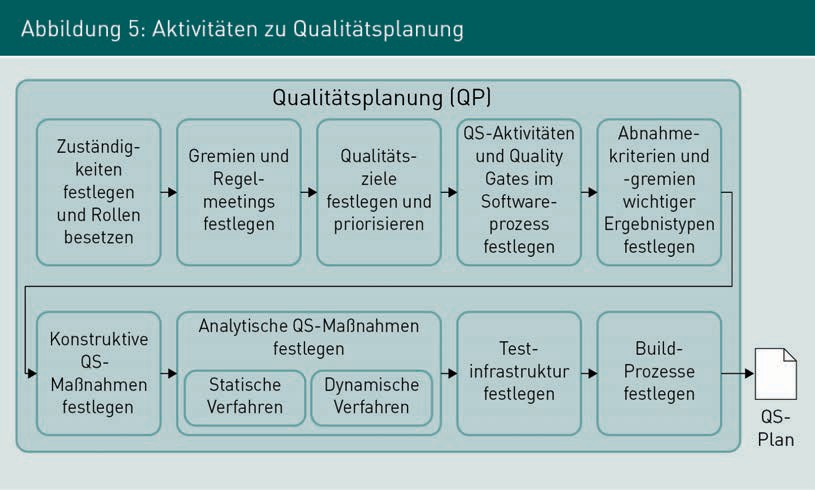 Abbildung 5: Aktivitäten zu Qualitätsplanung
Qualitätsplanung (QP)
Zuständig-
keiten
festlegen
und Rollen
besetzen
Gremien und
Regel-
meetings
festlegen
Qualitäts-
ziele
festlegen und
priorisieren
QS-Aktivitäten
und Quality
Gates im
Software-
prozess
festlegen
Abnahme-
kriterien und
-gremien
wichtiger
Ergebnistypen
festlegen
Konstruktive
QS-
Maßnahmen
festlegen
Analytische QS-Maßnahmen
festlegen
Statische
Verfahren
Dynamische
Verfahren
Test-
infrastruktur
festlegen
Build-
Prozesse
festlegen
QS-
Plan